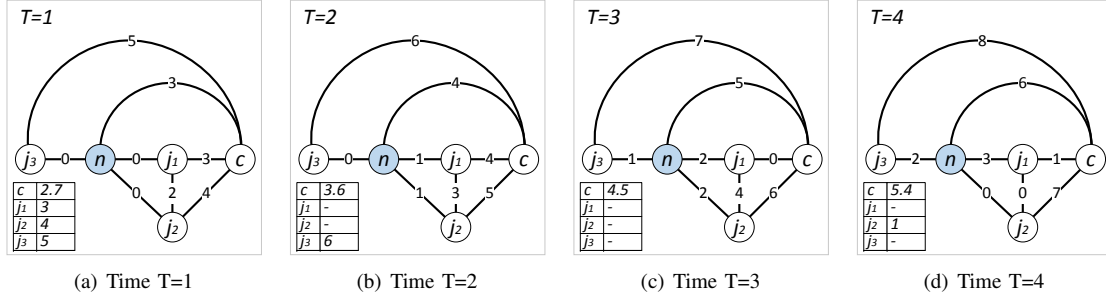 T=1
5
3
j3 0 n 0 j1 3 c
0 2 4
j2
c 2.7
j1 3
j2 4
j3 5
(a) Time T=1
T=2
6
4
j3 0 n 1 j1 4 c
1 3 5
j2
c 3.6
j1 -
j2 -
j3 6
(b) Time T=2
T=3
7
5
j3 1 n 2 j1 0 c
2 4 6
j2
c 4.5
j1 -
j2 -
j3 -
(c) Time T=3
T=4
8
6
j3 2 n 3 j1 1 c
0 0 7
j2
c 5.4
j1 -
j2 1
j3 -
(d) Time T=4